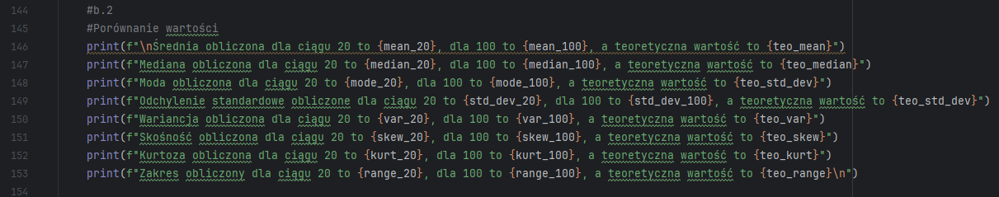 144 #b.2
145 #Porównanie wartości
146 print(f"\nŚrednia obliczona dla ciągu 20 to {mean_20}, dla 100 to {mean_100}, a teoretyczna wartość to {teo_mean}")
147 print(f"Mediana obliczona dla ciągu 20 to {median_20}, dla 100 to {median_100}, a teoretyczna wartość to {teo_median}")
148 print(f"Moda obliczona dla ciągu 20 to {mode_20}, dla 100 to {mode_100}, a teoretyczna wartość to {teo_std_dev}")
149 print(f"Odchylenie standardowe obliczone dla ciągu 20 to {std_dev_20}, dla 100 to {std_dev_100}, a teoretyczna wartość to {teo_std_dev}")
150 print(f"Wariancja obliczona dla ciągu 20 to {var_20}, dla 100 to {var_100}, a teoretyczna wartość to {teo_var}")
151 print(f"Skośność obliczona dla ciągu 20 to {skew_20}, dla 100 to {skew_100}, a teoretyczna wartość to {teo_skew}")
152 print(f"Kurtoza obliczona dla ciągu 20 to {kurt_20}, dla 100 to {kurt_100}, a teoretyczna wartość to {teo_kurt}")
153 print(f"Zakres obliczony dla ciągu 20 to {range_20}, dla 100 to {range_100}, a teoretyczna wartość to {teo_range}\n")
154